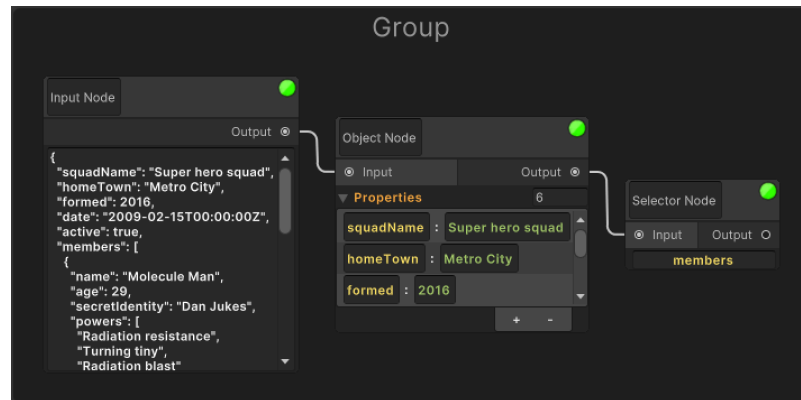 Group
Input Node
Output
{
"squadName": "Super hero squad",
"homeTown": "Metro City",
"formed": 2016,
"date": "2009-02-15T00:00:00Z",
"active": true,
"members": [
{
"name": "Molecule Man",
"age": 29,
"secretIdentity": "Dan Jukes",
"powers": [
"Radiation resistance",
"Turning tiny",
"Radiation blast"
Object Node
Input Output
Properties 6
squadName : Super hero squad
homeTown : Metro City
formed : 2016
+ -
Selector Node
Input Output
members